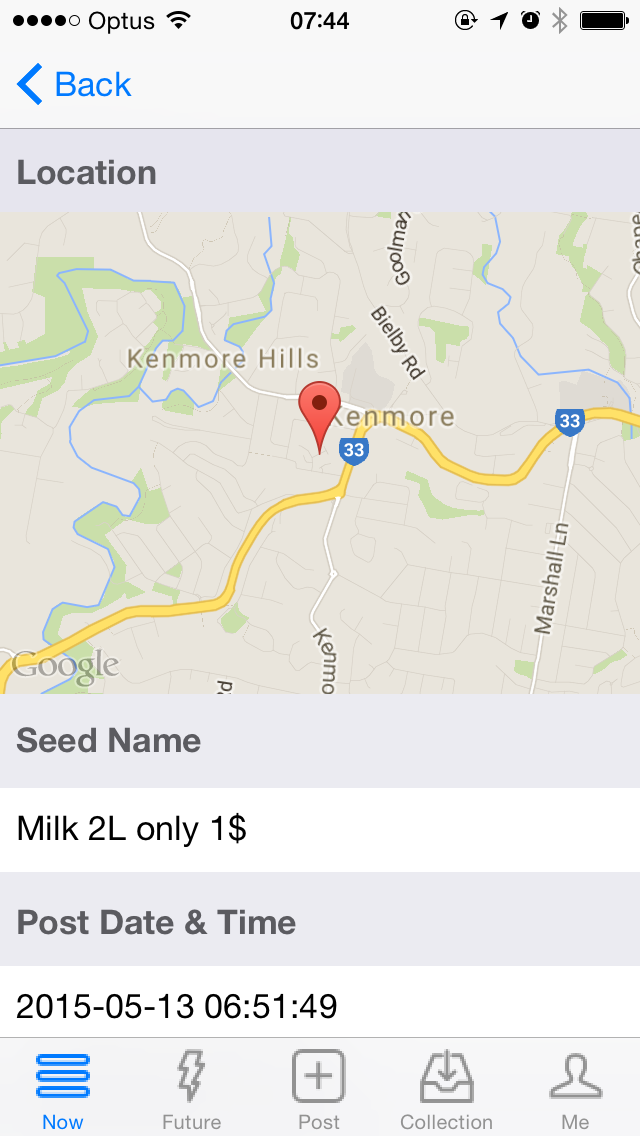 Optus 07:44
Back
Location
Goolman
Bielby Rd
Kenmore Hills
Kenmore
33
33
Marshall Ln
Google
Seed Name
Milk 2L only 1$
Post Date & Time
2015-05-13 06:51:49
Now Future Post Collection Me